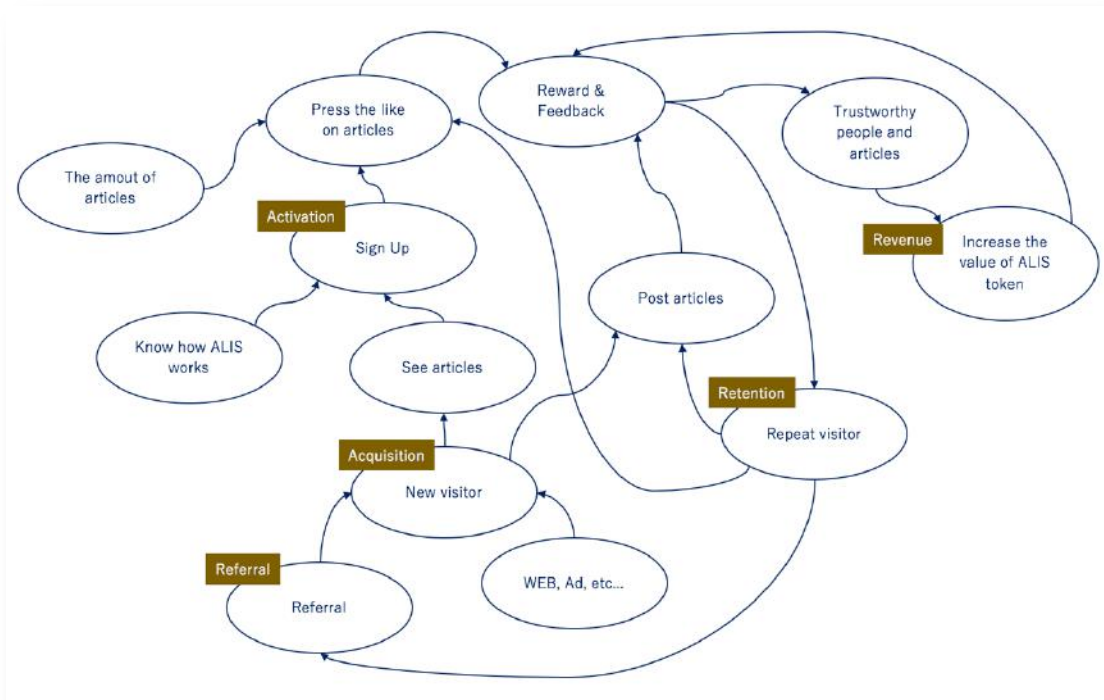 Reward &
Feedback
Press the like
on articles
Trustworthy
people and
articles
The amout of
articles
Activation
Sign Up
Revenue
Increase the
value of ALIS
token
Post articles
Know how ALIS
works
See articles
Retention
Repeat visitor
Acquisition
New visitor
Referral
Referral
WEB, Ad, etc...